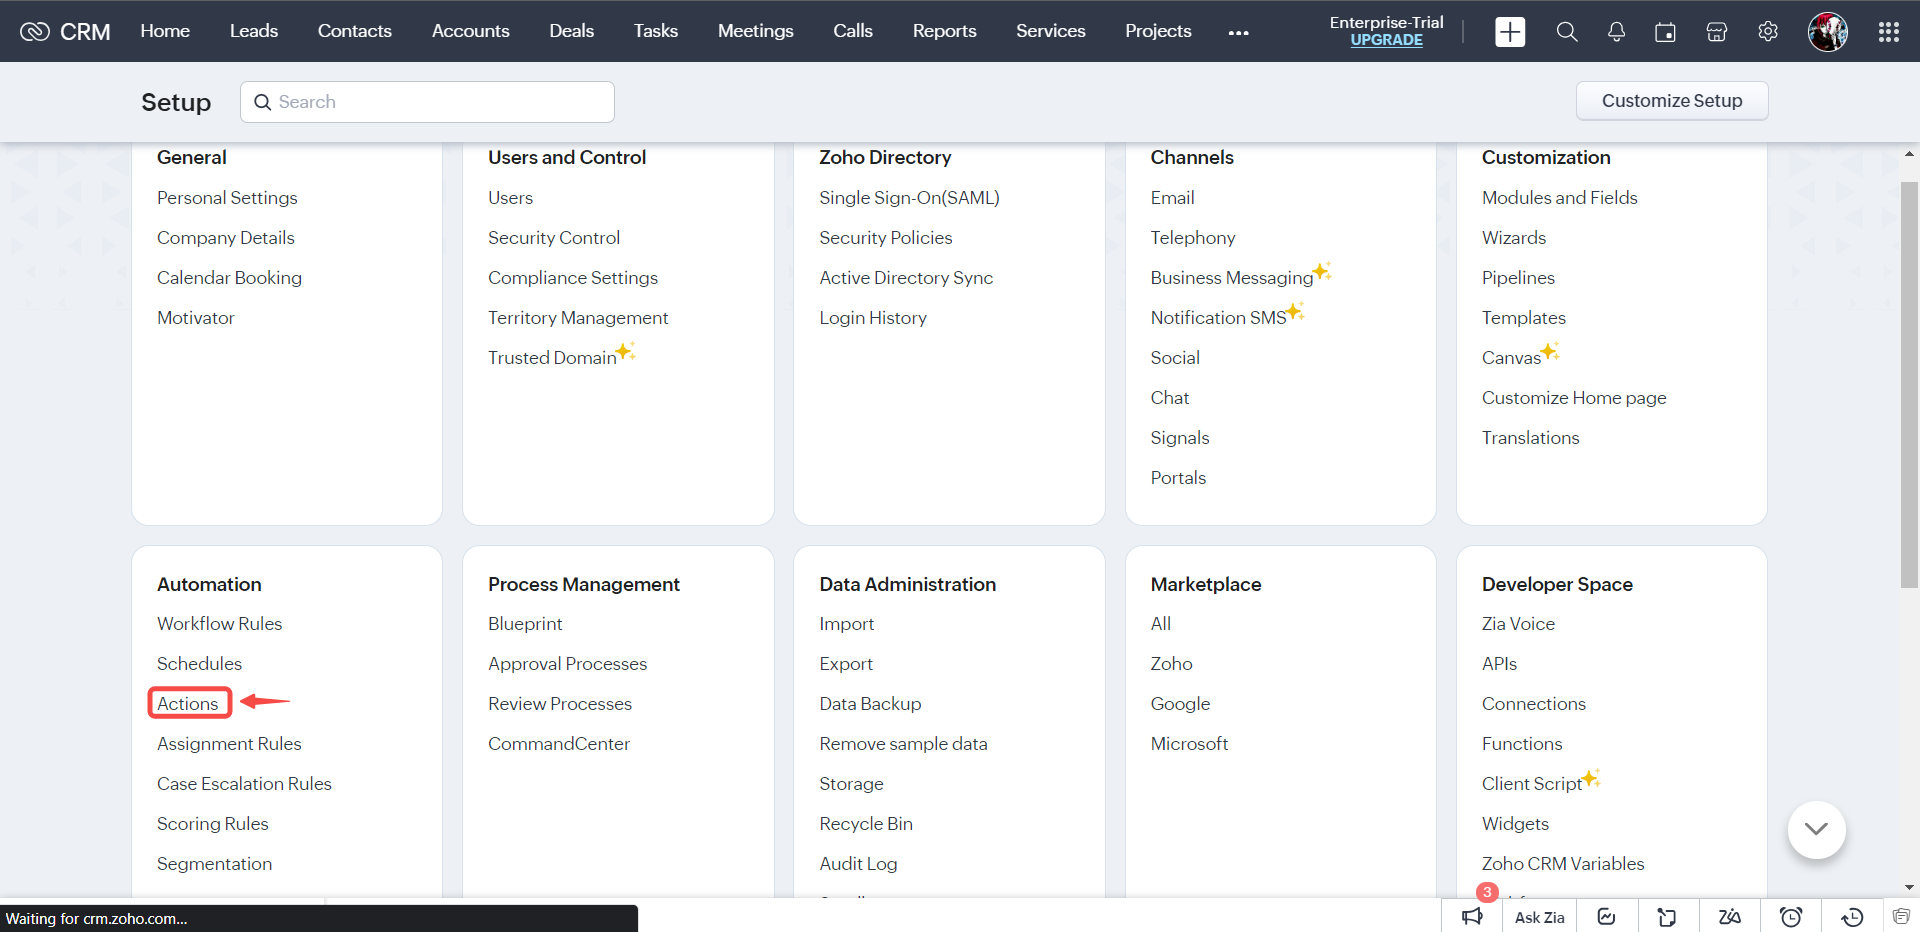 CRM Home Leads Contacts Accounts Deals Tasks Meetings Calls Reports Services Projects ••• Enterprise-Trial
UPGRADE
Setup Search Customize Setup
General
Personal Settings
Company Details
Calendar Booking
Motivator
Users and Control
Users
Security Control
Compliance Settings
Territory Management
Trusted Domain
Zoho Directory
Single Sign-On(SAML)
Security Policies
Active Directory Sync
Login History
Channels
Email
Telephony
Business Messaging
Notification SMS
Social
Chat
Signals
Portals
Customization
Modules and Fields
Wizards
Pipelines
Templates
Canvas
Customize Home page
Translations
Automation
Workflow Rules
Schedules
Actions
Assignment Rules
Case Escalation Rules
Scoring Rules
Segmentation
Process Management
Blueprint
Approval Processes
Review Processes
CommandCenter
Data Administration
Import
Export
Data Backup
Remove sample data
Storage
Recycle Bin
Audit Log
Marketplace
All
Zoho
Google
Microsoft
Developer Space
Zia Voice
APIs
Connections
Functions
Client Script
Widgets
Zoho CRM Variables
3
Waiting for crm.zoho.com...
Ask Zia